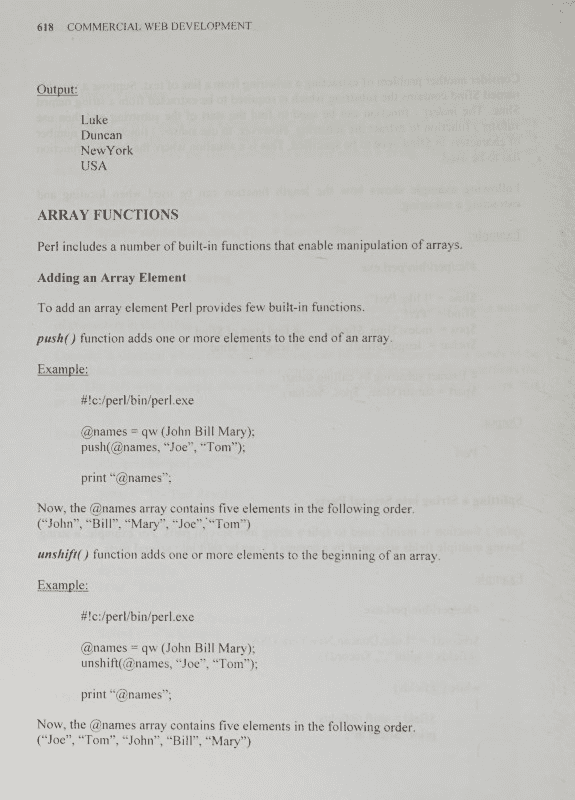 618 COMMERCIAL WEB DEVELOPMENT
Output:
Luke
Duncan
NewYork
USA
ARRAY FUNCTIONS
Perl includes a number of built-in functions that enable manipulation of arrays.
Adding an Array Element
To add an array element Perl provides few built-in functions.
push( ) function adds one or more elements to the end of an array.
Example:
#!c:/perl/bin/perl.exe
@names = qw (John Bill Mary);
push(@names, “Joe”, “Tom”);
print “@names”;
Now, the @names array contains five elements in the following order.
(“John”, “Bill”, “Mary”, “Joe”, “Tom”)
unshift( ) function adds one or more elements to the beginning of an array.
Example:
#!c:/perl/bin/perl.exe
@names = qw (John Bill Mary);
unshift(@names, “Joe”, “Tom”);
print “@names”;
Now, the @names array contains five elements in the following order.
(“Joe”, “Tom”, “John”, “Bill”, “Mary”)